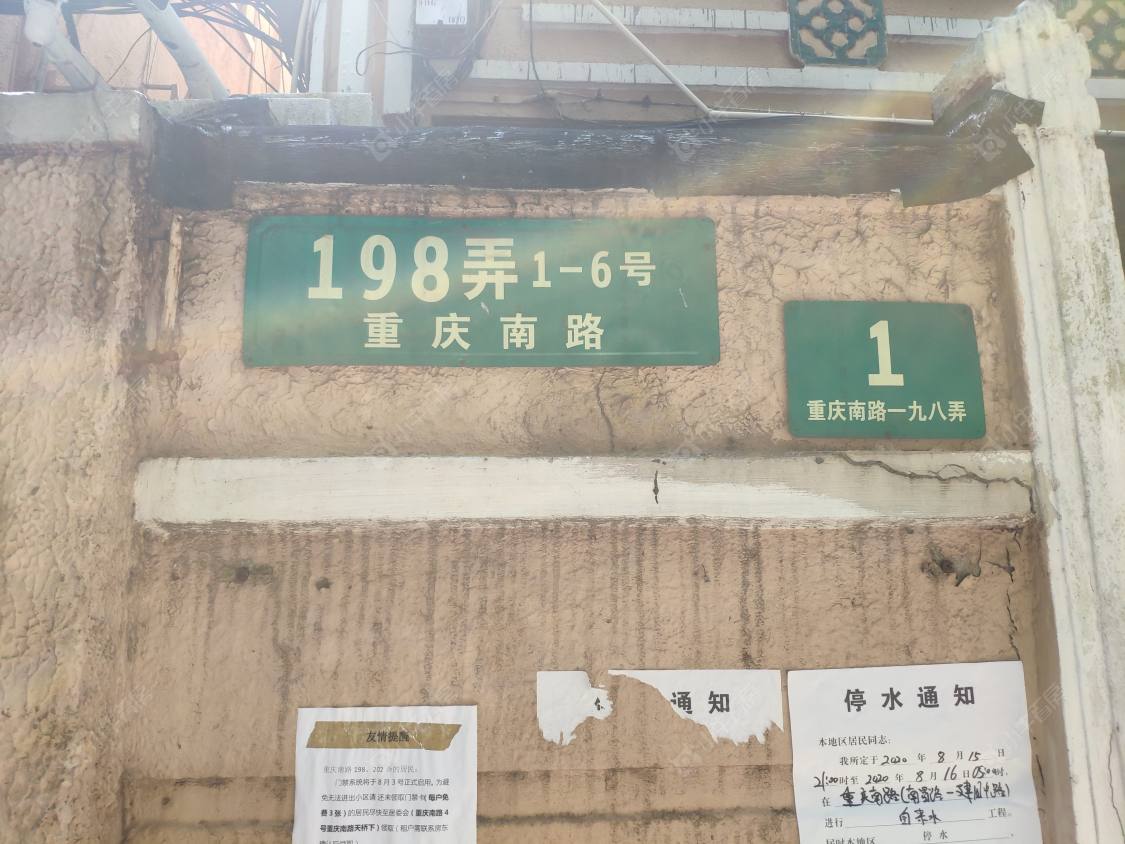 198弄 1-6号
重庆南路
1
重庆南路一九八弄
友情提醒
重庆南路 198、202 弄的居民：
门禁系统将于8月3号正式启用，为避
免无法进出小区请还未领取门禁卡（每户免
费3张）的居民尽快至居委会（重庆南路4
号重庆南路天桥下）领取（租户需联系房东
通知
停水通知
本地区居民同志：
我所定于2020年8月15日
21:00时至2020年8月16日05:00时，
在重庆南路(南昌路—建国中路)
进行自来水工程。
届时本地区停水